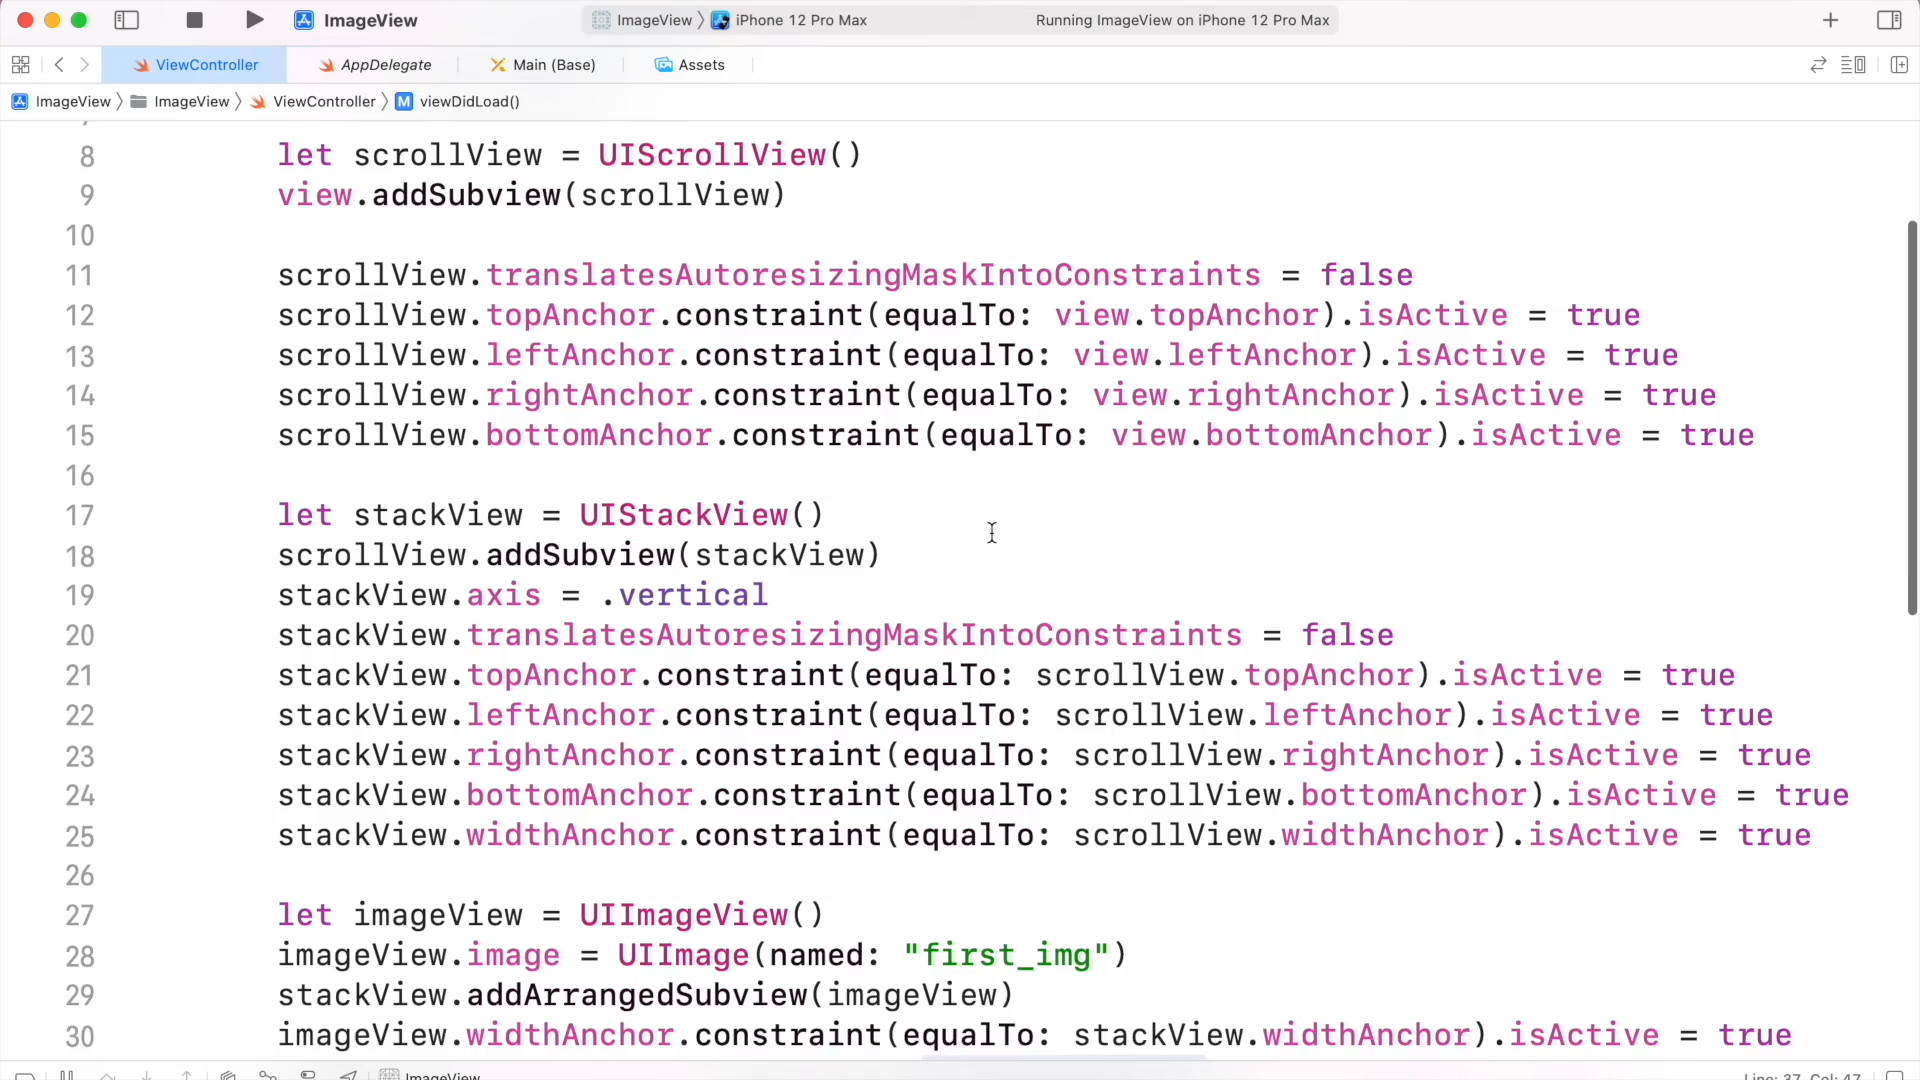 ImageView
ImageView 〉 iPhone 12 Pro Max
Running ImageView on iPhone 12 Pro Max
ViewController
AppDelegate
Main (Base)
Assets
ImageView 〉 ImageView 〉 ViewController 〉 M viewDidLoad()
8 let scrollView = UIScrollView()
9 view.addSubview(scrollView)
10
11 scrollView.translatesAutoresizingMaskIntoConstraints = false
12 scrollView.topAnchor.constraint(equalTo: view.topAnchor).isActive = true
13 scrollView.leftAnchor.constraint(equalTo: view.leftAnchor).isActive = true
14 scrollView.rightAnchor.constraint(equalTo: view.rightAnchor).isActive = true
15 scrollView.bottomAnchor.constraint(equalTo: view.bottomAnchor).isActive = true
16
17 let stackView = UIStackView()
18 scrollView.addSubview(stackView)
19 stackView.axis = .vertical
20 stackView.translatesAutoresizingMaskIntoConstraints = false
21 stackView.topAnchor.constraint(equalTo: scrollView.topAnchor).isActive = true
22 stackView.leftAnchor.constraint(equalTo: scrollView.leftAnchor).isActive = true
23 stackView.rightAnchor.constraint(equalTo: scrollView.rightAnchor).isActive = true
24 stackView.bottomAnchor.constraint(equalTo: scrollView.bottomAnchor).isActive = true
25 stackView.widthAnchor.constraint(equalTo: scrollView.widthAnchor).isActive = true
26
27 let imageView = UIImageView()
28 imageView.image = UIImage(named: "first_img")
29 stackView.addArrangedSubview(imageView)
30 imageView.widthAnchor.constraint(equalTo: stackView.widthAnchor).isActive = true
ImageView
Line: 37 Col: 47